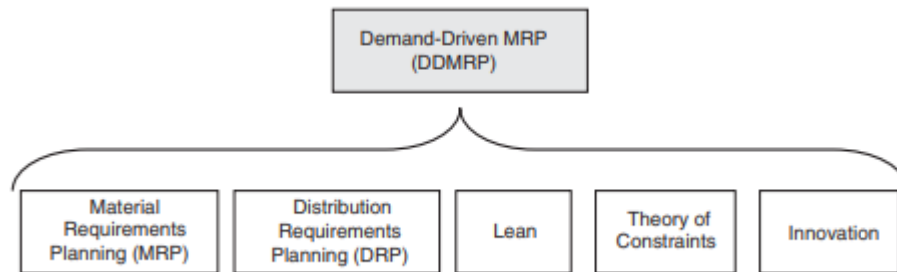 Demand-Driven MRP
(DDMRP)
Material
Requirements
Planning (MRP)
Distribution
Requirements
Planning (DRP)
Lean
Theory of
Constraints
Innovation